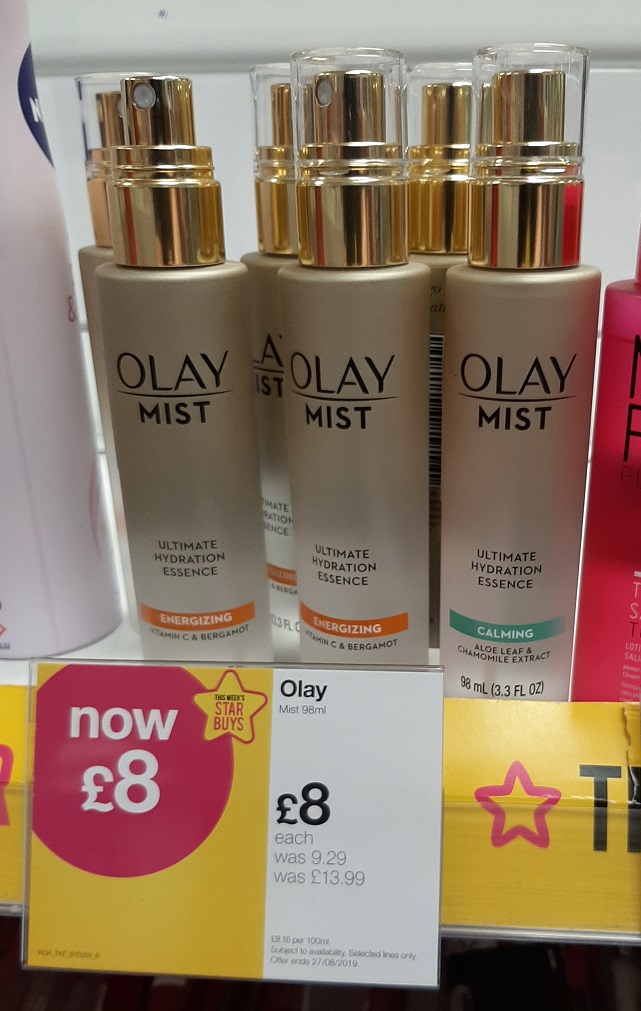 OLAY
MIST
ULTIMATE
HYDRATION
ESSENCE
ENERGIZING
VITAMIN C & BERGAMOT
OLAY
MIST
ULTIMATE
HYDRATION
ESSENCE
ENERGIZING
VITAMIN C & BERGAMOT
OLAY
MIST
ULTIMATE
HYDRATION
ESSENCE
CALMING
ALOE LEAF &
CHAMOMILE EXTRACT
98 mL (3.3 FL OZ)
now
£8
THIS WEEK'S
STAR
BUYS
Olay
Mist 98ml
£8
each
was 9.29
was £13.99
£8.16 per 100ml.
Subject to availability. Selected lines only.
Offer ends 27/08/2019.